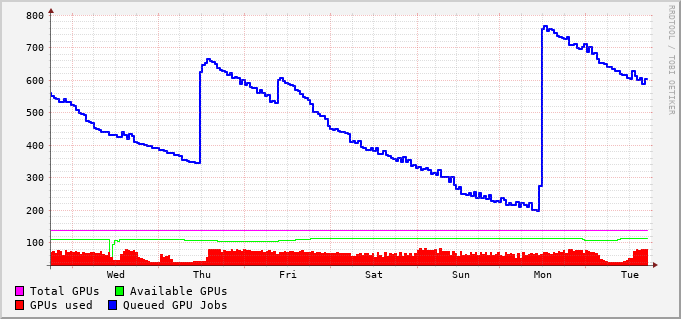 800
700
600
500
400
300
200
100
Wed Thu Fri Sat Sun Mon Tue
Total GPUs Available GPUs
GPUs used Queued GPU Jobs
RRDTOOL / TOBI OETIKER